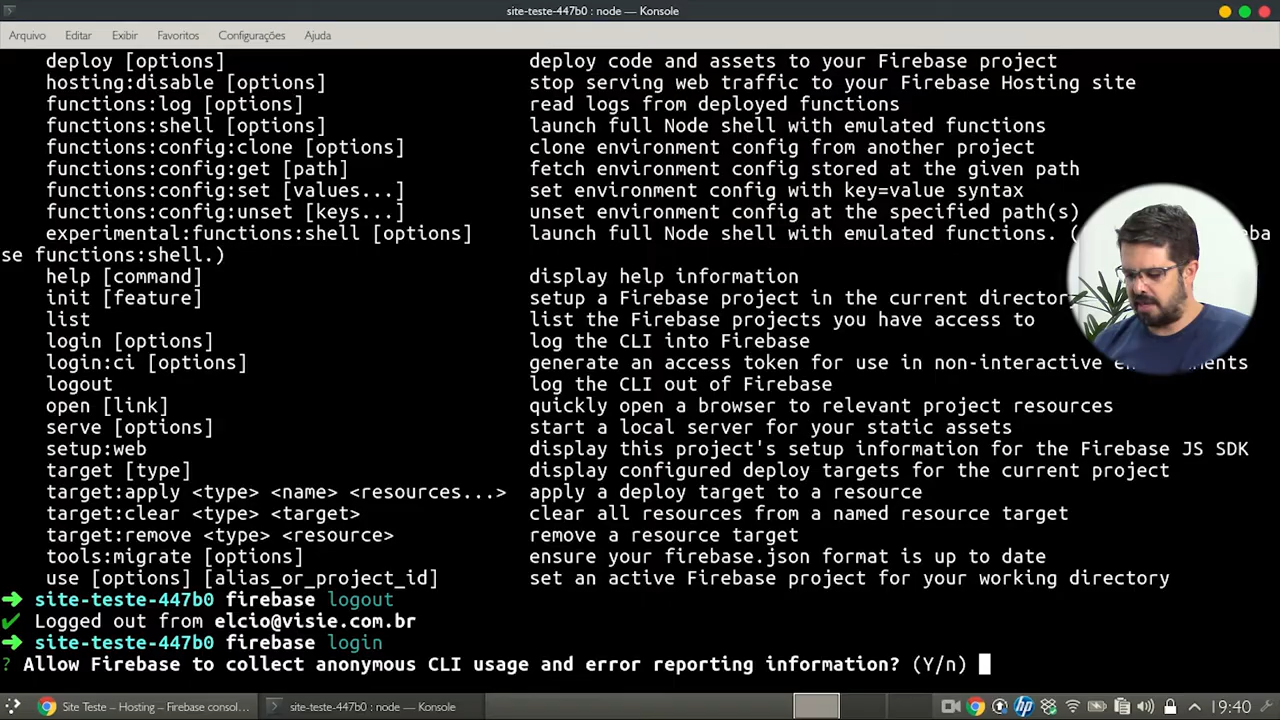 site-teste-447b0 : node — Konsole
Arquivo Editar Exibir Favoritos Configurações Ajuda
deploy [options] deploy code and assets to your Firebase project
hosting:disable [options] stop serving web traffic to your Firebase Hosting site
functions:log [options] read logs from deployed functions
functions:shell [options] launch full Node shell with emulated functions
functions:config:clone [options] clone environment config from another project
functions:config:get [path] fetch environment config stored at the given path
functions:config:set [values...] set environment config with key=value syntax
functions:config:unset [keys...] unset environment config at the specified path(s)
experimental:functions:shell [options] launch full Node shell with emulated functions. (
se functions:shell.)
help [command] display help information
init [feature] setup a Firebase project in the current directory
list list the Firebase projects you have access to
login [options] log the CLI into Firebase
login:ci [options] generate an access token for use in non-interactive
logout log the CLI out of Firebase
open [link] quickly open a browser to relevant project resources
serve [options] start a local server for your static assets
setup:web display this project's setup information for the Firebase JS SDK
target [type] display configured deploy targets for the current project
target:apply <type> <name> <resources...> apply a deploy target to a resource
target:clear <type> <target> clear all resources from a named resource target
target:remove <type> <resource> remove a resource target
tools:migrate [options] ensure your firebase.json format is up to date
use [options] [alias_or_project_id] set an active Firebase project for your working directory
➜ site-teste-447b0 firebase logout
✔ Logged out from elcio@visie.com.br
➜ site-teste-447b0 firebase login
? Allow Firebase to collect anonymous CLI usage and error reporting information? (Y/n)
Site Teste – Hosting – Firebase consol... site-teste-447b0 : node — Konsole hp 19:40